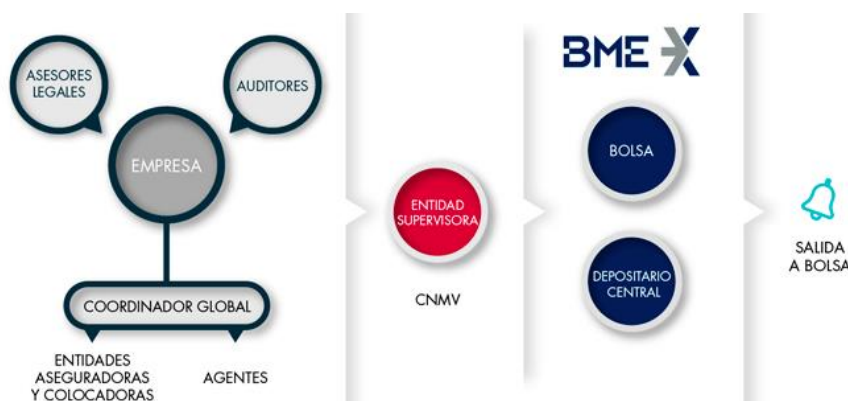 ASESORES
LEGALES
AUDITORES
EMPRESA
COORDINADOR GLOBAL
ENTIDADES
ASEGURADORAS
Y COLOCADORAS
AGENTES
ENTIDAD
SUPERVISORA
CNMV
BME
BOLSA
DEPOSITARIO
CENTRAL
SALIDA
A BOLSA